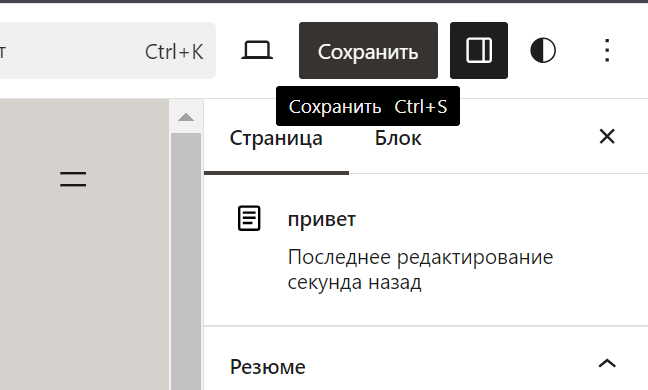 т Ctrl+K Сохранить
Сохранить Ctrl+S
Страница Блок
привет
Последнее редактирование
секунда назад
Резюме